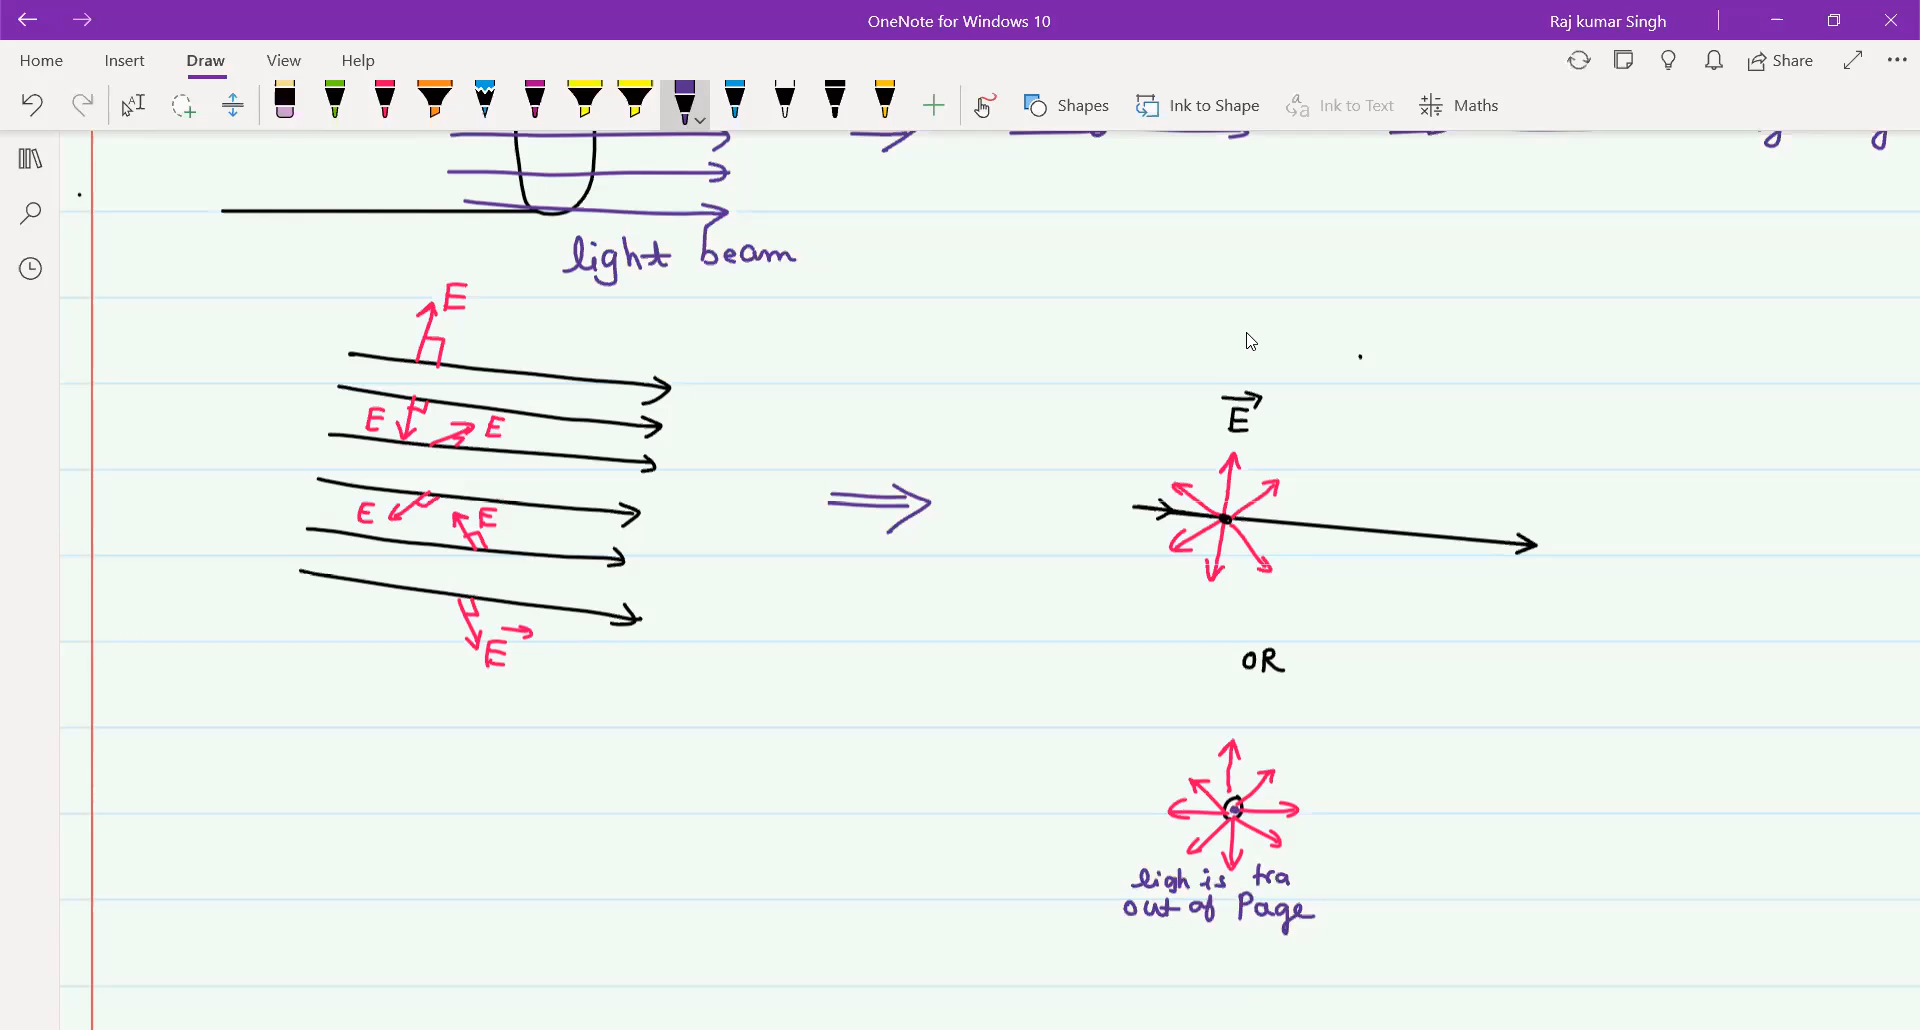 OneNote for Windows 10
Raj kumar Singh
Home Insert Draw View Help
Share
Shapes
Ink to Shape
Ink to Text
Maths
light beam
E
E
E
E
E
E
E
OR
ligh is tra
out of Page